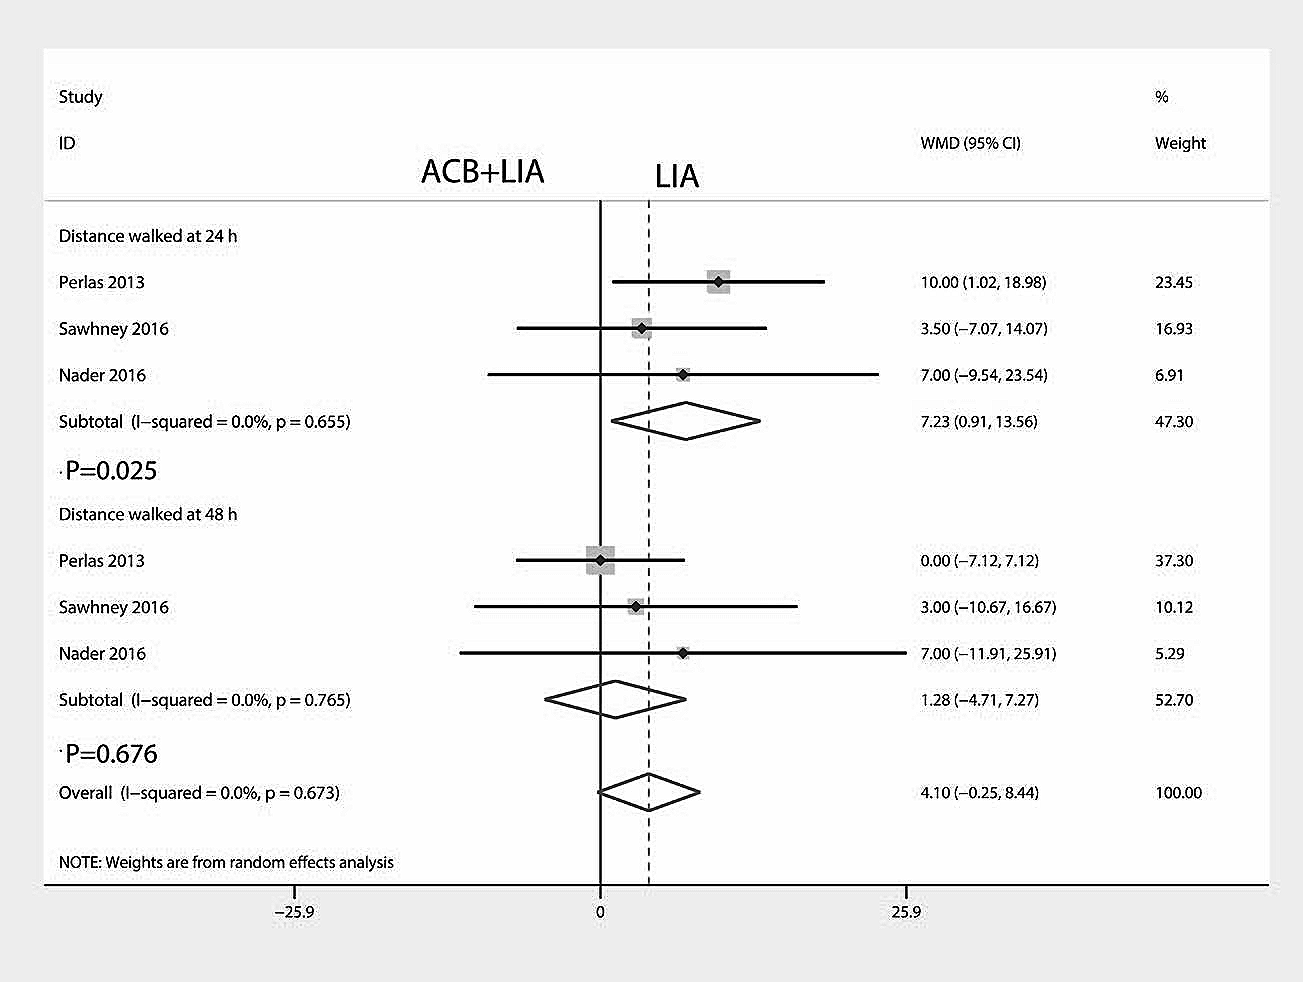 Study %
ID WMD (95% CI) Weight
ACB+LIA LIA
Distance walked at 24 h
Perlas 2013 10.00 (1.02, 18.98) 23.45
Sawhney 2016 3.50 (−7.07, 14.07) 16.93
Nader 2016 7.00 (−9.54, 23.54) 6.91
Subtotal (I−squared = 0.0%, p = 0.655) 7.23 (0.91, 13.56) 47.30
·P=0.025
Distance walked at 48 h
Perlas 2013 0.00 (−7.12, 7.12) 37.30
Sawhney 2016 3.00 (−10.67, 16.67) 10.12
Nader 2016 7.00 (−11.91, 25.91) 5.29
Subtotal (I−squared = 0.0%, p = 0.765) 1.28 (−4.71, 7.27) 52.70
·P=0.676
Overall (I−squared = 0.0%, p = 0.673) 4.10 (−0.25, 8.44) 100.00
NOTE: Weights are from random effects analysis
−25.9 0 25.9